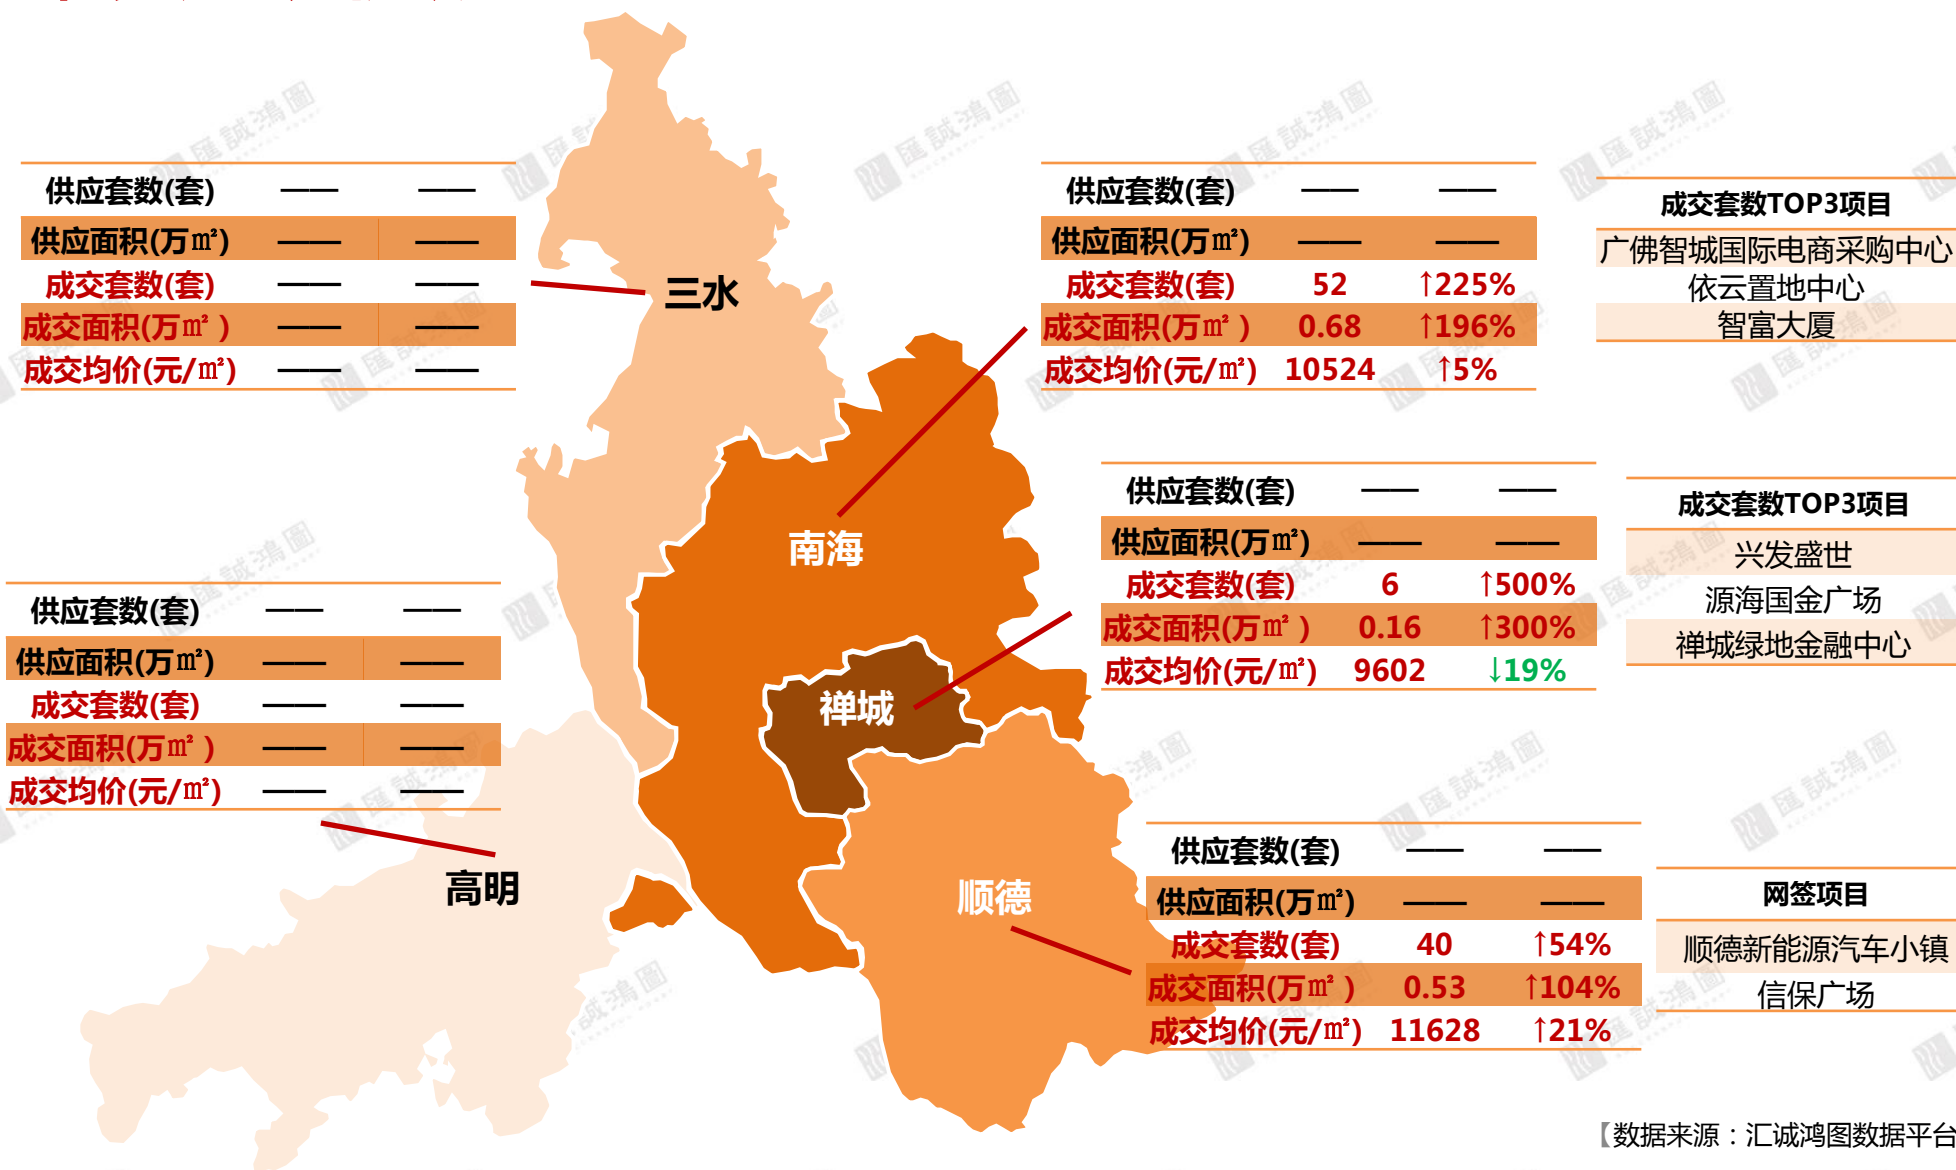 供应套数(套) —— ——
供应面积(万㎡) —— ——
成交套数(套) —— ——
成交面积(万㎡ ) —— ——
成交均价(元/㎡) —— ——
三水
供应套数(套) —— ——
供应面积(万㎡) —— ——
成交套数(套) 52 ↑225%
成交面积(万㎡ ) 0.68 ↑196%
成交均价(元/㎡) 10524 ↑5%
成交套数TOP3项目
广佛智城国际电商采购中心
依云置地中心
智富大厦
南海
供应套数(套) —— ——
供应面积(万㎡) —— ——
成交套数(套) 6 ↑500%
成交面积(万㎡ ) 0.16 ↑300%
成交均价(元/㎡) 9602 ↓19%
成交套数TOP3项目
兴发盛世
源海国金广场
禅城绿地金融中心
禅城
供应套数(套) —— ——
供应面积(万㎡) —— ——
成交套数(套) —— ——
成交面积(万㎡ ) —— ——
成交均价(元/㎡) —— ——
高明
顺德
供应套数(套) —— ——
供应面积(万㎡) —— ——
成交套数(套) 40 ↑54%
成交面积(万㎡ ) 0.53 ↑104%
成交均价(元/㎡) 11628 ↑21%
网签项目
顺德新能源汽车小镇
信保广场
【数据来源：汇诚鸿图数据平台
匯誠鴻圖